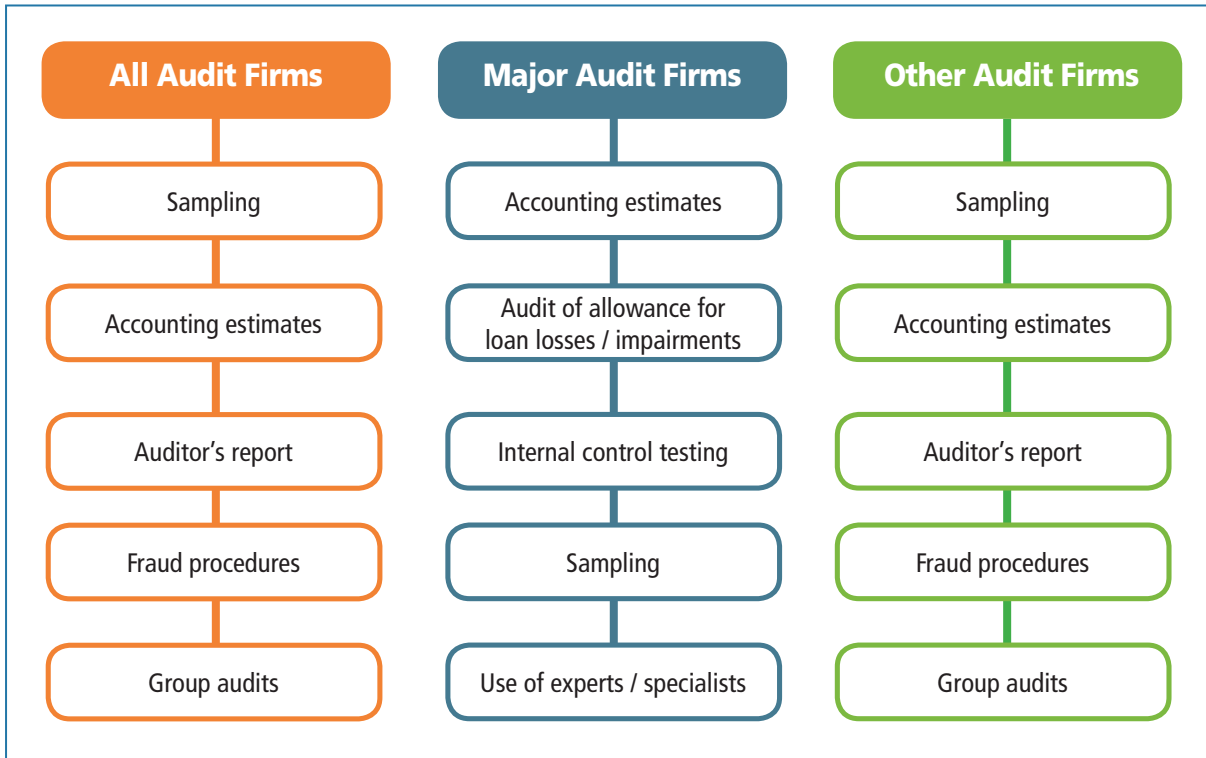 All Audit Firms
Sampling
Accounting estimates
Auditor’s report
Fraud procedures
Group audits
Major Audit Firms
Accounting estimates
Audit of allowance for
loan losses / impairments
Internal control testing
Sampling
Use of experts / specialists
Other Audit Firms
Sampling
Accounting estimates
Auditor’s report
Fraud procedures
Group audits